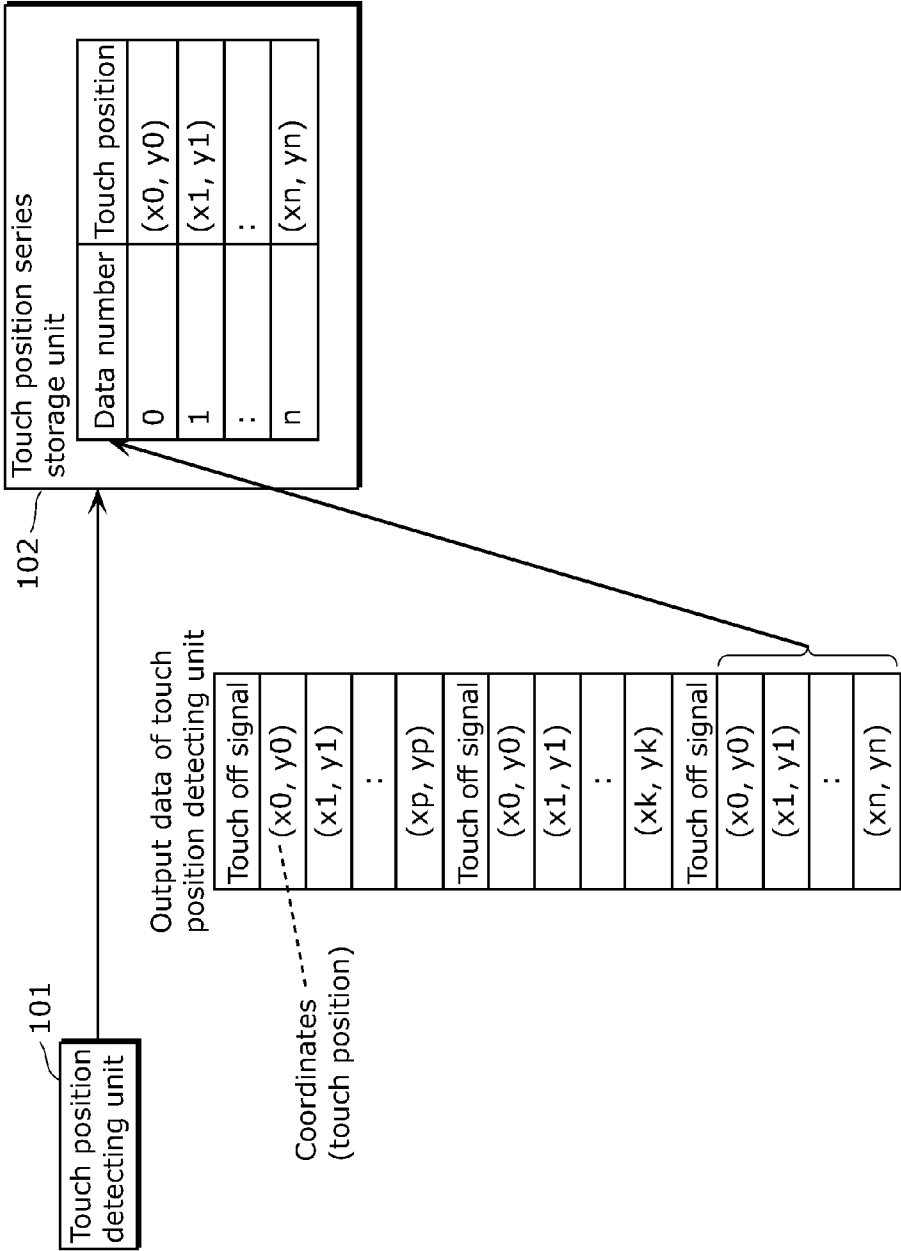 Touch position
detecting unit
101
102
Touch position series
storage unit
Data number Touch position
0 (x0, y0)
1 (x1, y1)
: :
n (xn, yn)
Output data of touch
position detecting unit
Touch off signal
(x0, y0)
(x1, y1)
:
(xp, yp)
Touch off signal
(x0, y0)
(x1, y1)
:
(xk, yk)
Touch off signal
(x0, y0)
(x1, y1)
:
(xn, yn)
Coordinates
(touch position)